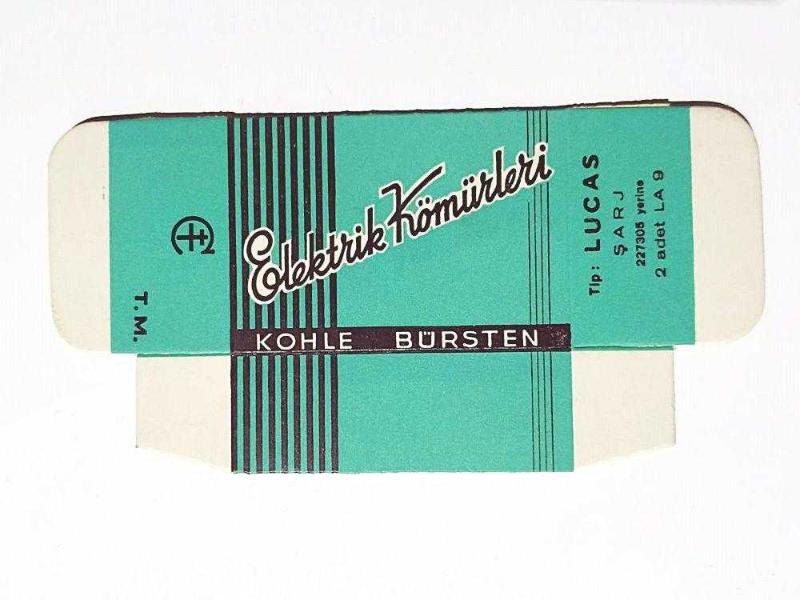 Elektrik Kömürleri
KOHLE BÜRSTEN
Tip: LUCAS
ŞARJ
227305 yerine
2 adet LA 9
T. M.